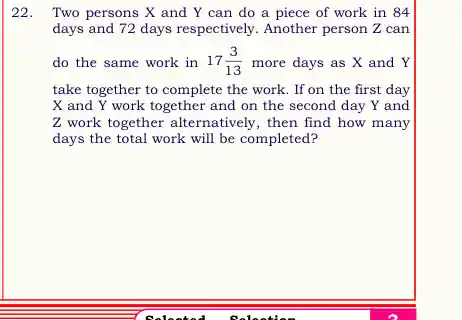 22. Two persons X and Y can do a piece of work in 84
days and 72 days respectively. Another person Z can
do the same work in 17 3/13 more days as X and Y
take together to complete the work. If on the first day
X and Y work together and on the second day Y and
Z work together alternatively, then find how many
days the total work will be completed?
Selected Selection